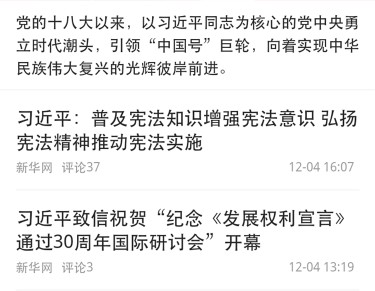 党的十八大以来，以习近平同志为核心的党中央勇
立时代潮头，引领“中国号”巨轮，向着实现中华
民族伟大复兴的光辉彼岸前进。
习近平：普及宪法知识增强宪法意识 弘扬
宪法精神推动宪法实施
新华网 评论37 12-04 16:07
习近平致信祝贺“纪念《发展权利宣言》
通过30周年国际研讨会”开幕
新华网 评论3 12-04 13:19